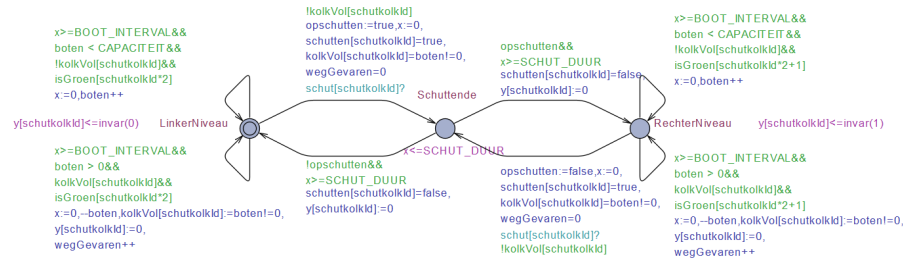 x>=BOOT_INTERVAL&&
boten < CAPACITEIT&&
!kolkVol[schutkolkId]&&
isGroen[schutkolkId*2]
x:=0,boten++
!kolkVol[schutkolkId]
opschutten:=true,x:=0,
schutten[schutkolkId]=true,
kolkVol[schutkolkId]=boten!=0,
wegGevaren=0
schut[schutkolkId]?
opschutten&&
x>=SCHUT_DUUR
schutten[schutkolkId]=false,
y[schutkolkId]:=0
x>=BOOT_INTERVAL&&
boten < CAPACITEIT&&
!kolkVol[schutkolkId]&&
isGroen[schutkolkId*2+1]
x:=0,boten++
y[schutkolkId]<=invar(0)
LinkerNiveau
Schuttende
RechterNiveau
y[schutkolkId]<=invar(1)
x<=SCHUT_DUUR
x>=BOOT_INTERVAL&&
boten > 0&&
kolkVol[schutkolkId]&&
isGroen[schutkolkId*2]
x:=0,--boten,kolkVol[schutkolkId]:=boten!=0,
y[schutkolkId]:=0,
wegGevaren++
!opschutten&&
x>=SCHUT_DUUR
schutten[schutkolkId]=false,
y[schutkolkId]:=0
opschutten:=false,x:=0,
schutten[schutkolkId]=true,
kolkVol[schutkolkId]=boten!=0,
wegGevaren=0
schut[schutkolkId]?
!kolkVol[schutkolkId]
x>=BOOT_INTERVAL&&
boten > 0&&
kolkVol[schutkolkId]&&
isGroen[schutkolkId*2+1]
x:=0,--boten,kolkVol[schutkolkId]:=boten!=0,
y[schutkolkId]:=0,
wegGevaren++